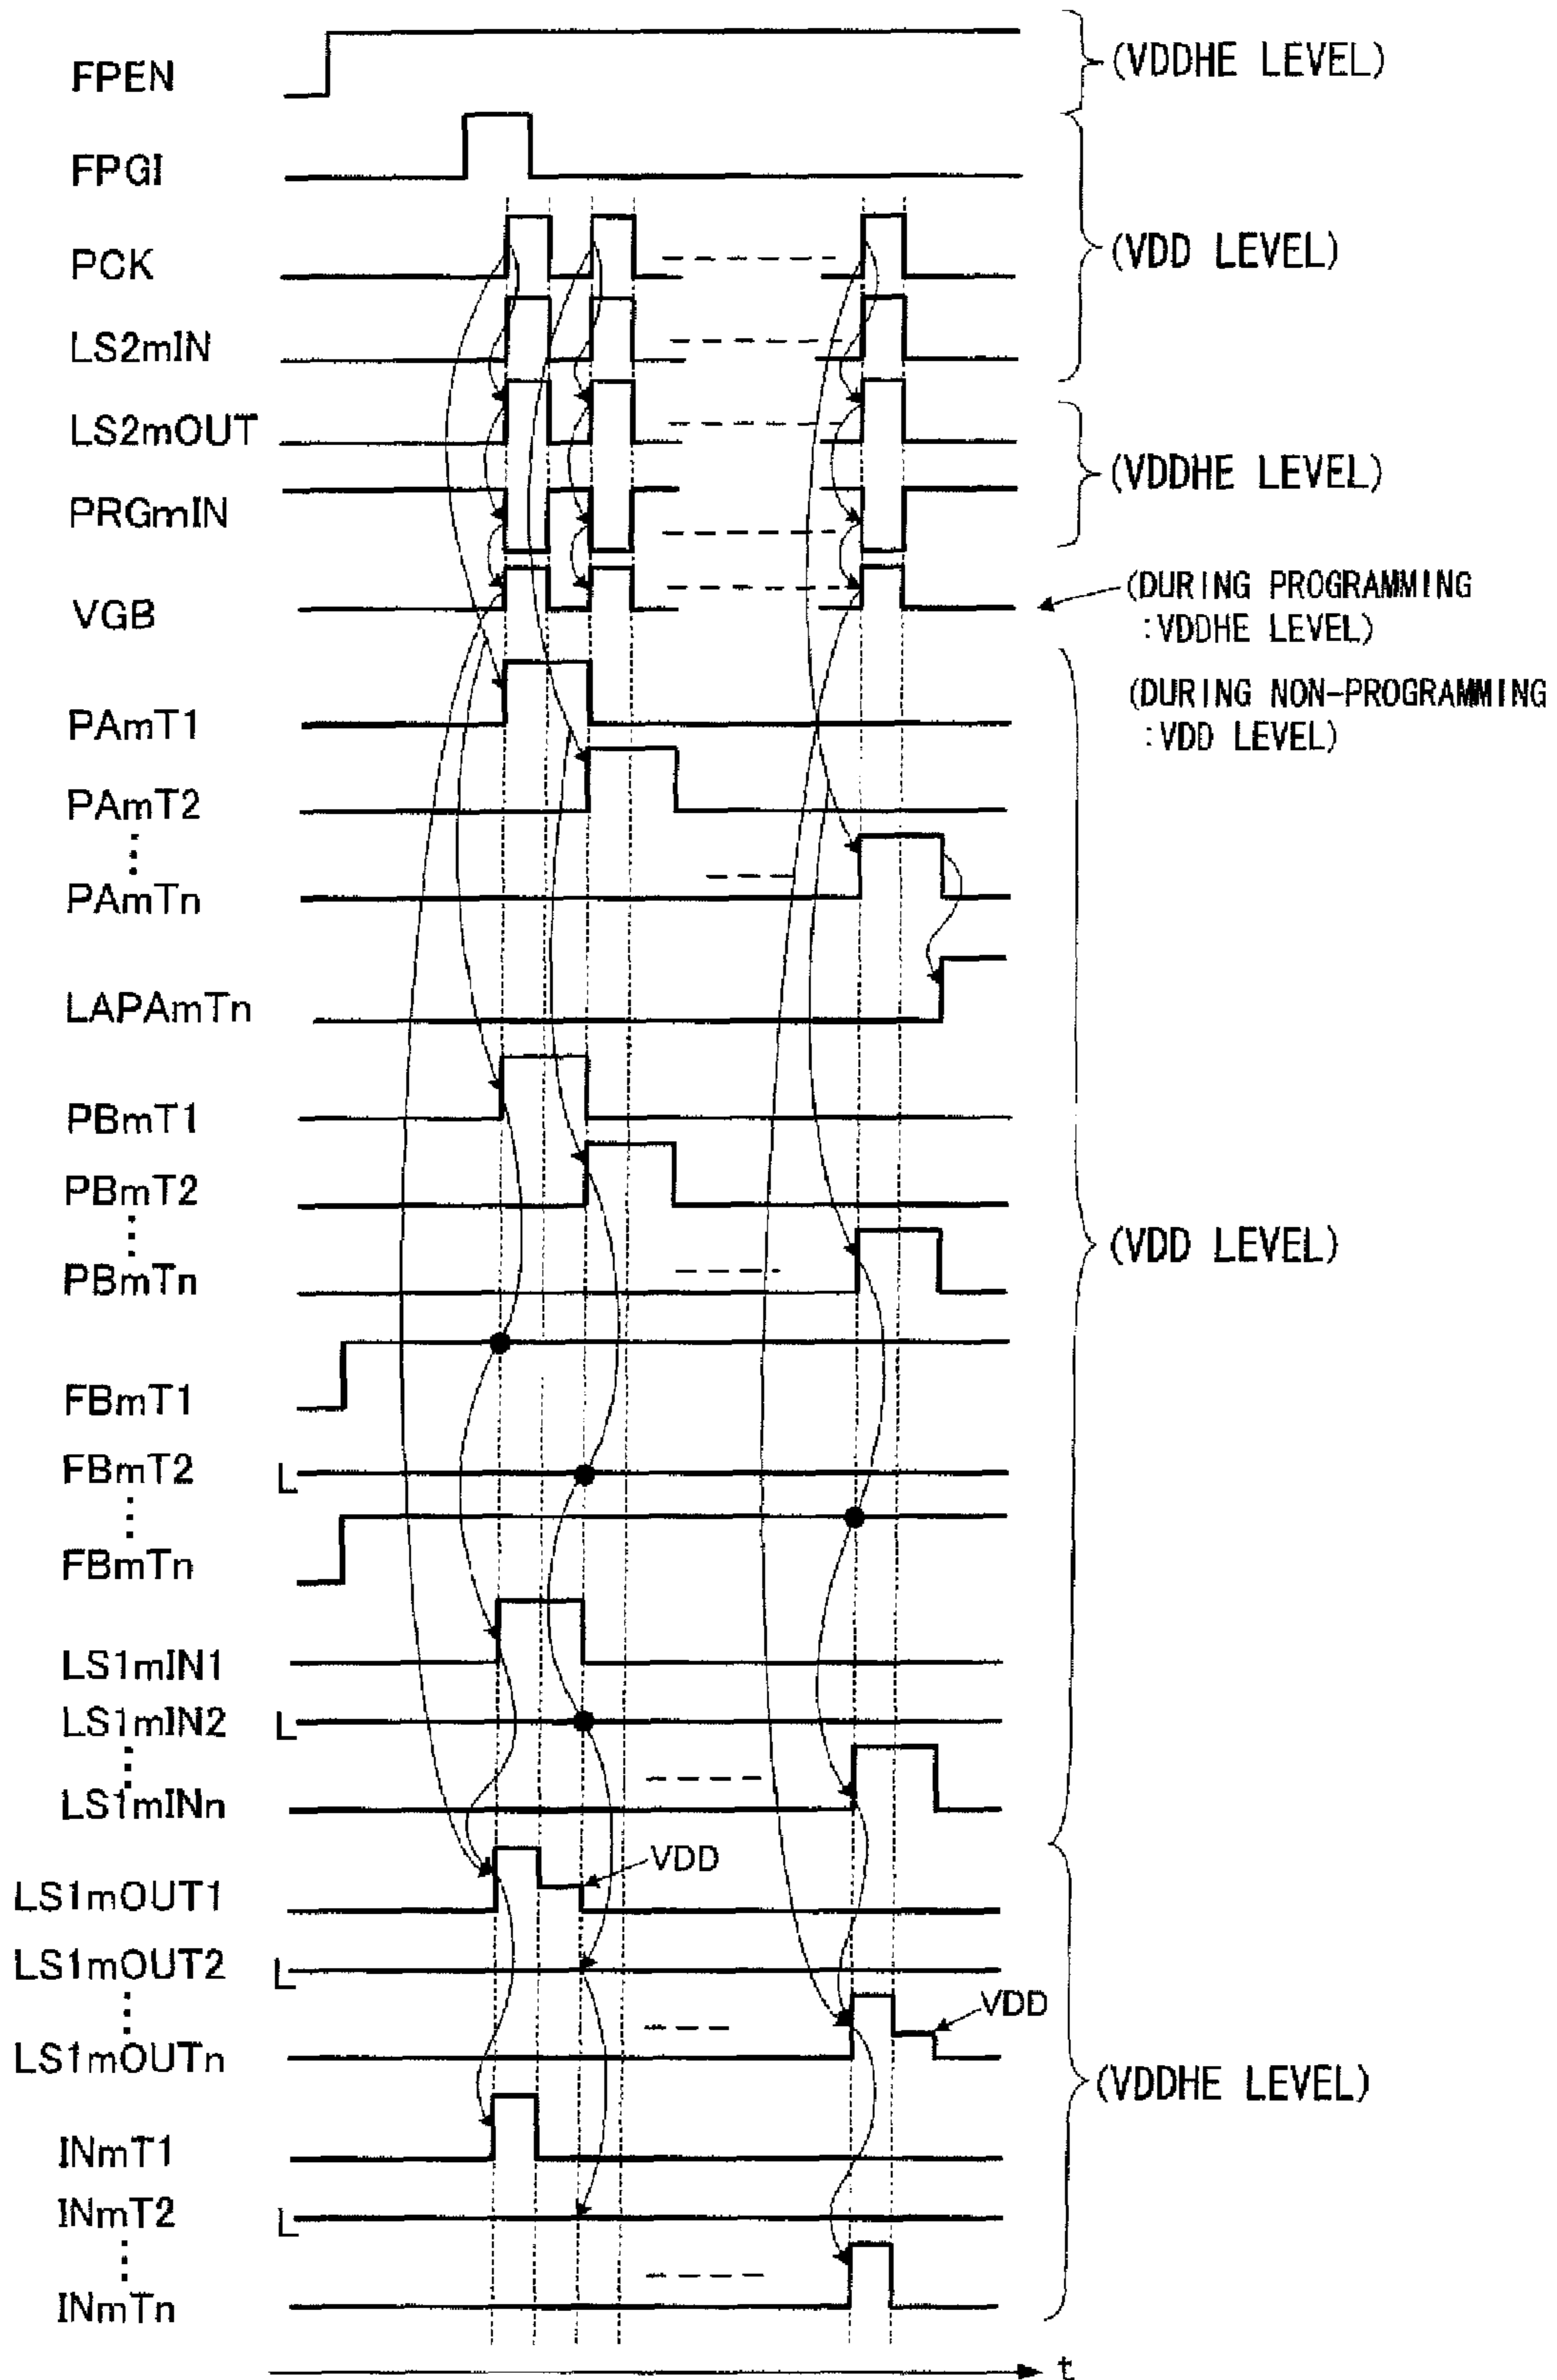 FPEN
(VDDHE LEVEL)
FPGI
PCK
(VDD LEVEL)
LS2mIN
LS2mOUT
(VDDHE LEVEL)
PRGmIN
VGB
(DURING PROGRAMMING
:VDDHE LEVEL)
(DURING NON-PROGRAMMING
:VDD LEVEL)
PAmT1
PAmT2
PAmTn
LAPAmTn
PBmT1
PBmT2
(VDD LEVEL)
PBmTn
FBmT1
FBmT2 L
FBmTn
LS1mIN1
LS1mIN2 L
LS1mINn
VDD
LS1mOUT1
LS1mOUT2 L
VDD
LS1mOUTn
(VDDHE LEVEL)
INmT1
INmT2 L
INmTn
t